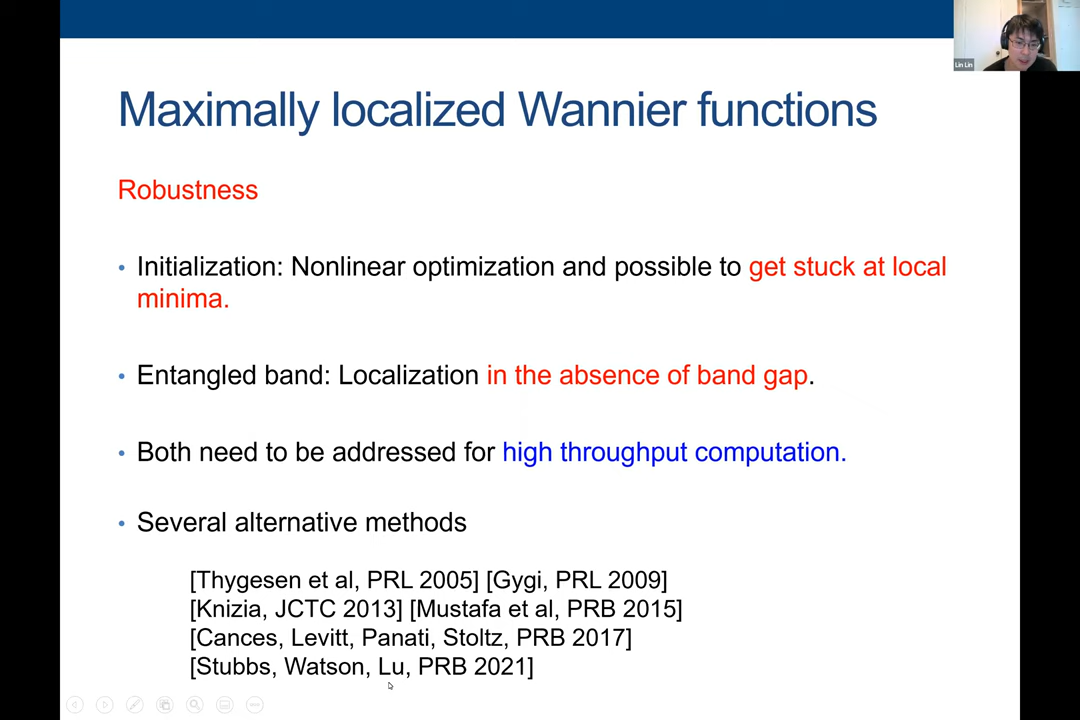 Lin Lin
Maximally localized Wannier functions
Robustness
• Initialization: Nonlinear optimization and possible to get stuck at local
minima.
• Entangled band: Localization in the absence of band gap.
• Both need to be addressed for high throughput computation.
• Several alternative methods
[Thygesen et al, PRL 2005] [Gygi, PRL 2009]
[Knizia, JCTC 2013] [Mustafa et al, PRB 2015]
[Cances, Levitt, Panati, Stoltz, PRB 2017]
[Stubbs, Watson, Lu, PRB 2021]